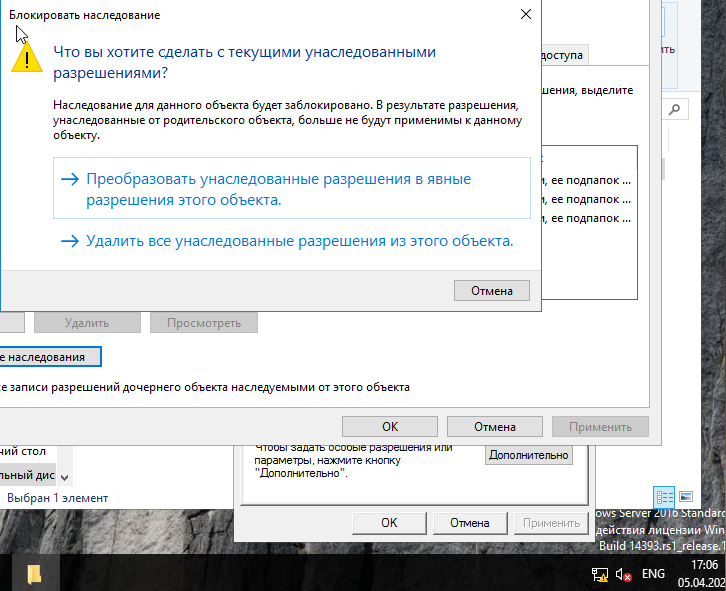 Блокировать наследование
Что вы хотите сделать с текущими унаследованными
разрешениями?
Наследование для данного объекта будет заблокировано. В результате разрешения,
унаследованные от родительского объекта, больше не будут применимы к данному
объекту.
Преобразовать унаследованные разрешения в явные
разрешения этого объекта.
Удалить все унаследованные разрешения из этого объекта.
Отмена
доступа
ить
шения, выделите
и, ее подпапок ...
и, ее подпапок ...
и, ее подпапок ...
Удалить
Просмотреть
е наследования
се записи разрешений дочернего объекта наследуемыми от этого объекта
OK
Отмена
Применить
чий стол
льный дис
Выбран 1 элемент
Чтобы задать особые разрешения или
параметры, нажмите кнопку
"Дополнительно".
Дополнительно
OK
Отмена
Применить
ows Server 2016 Standard
действия лицензии Win
Build 14393.rs1_release.1
ENG
17:06
05.04.202